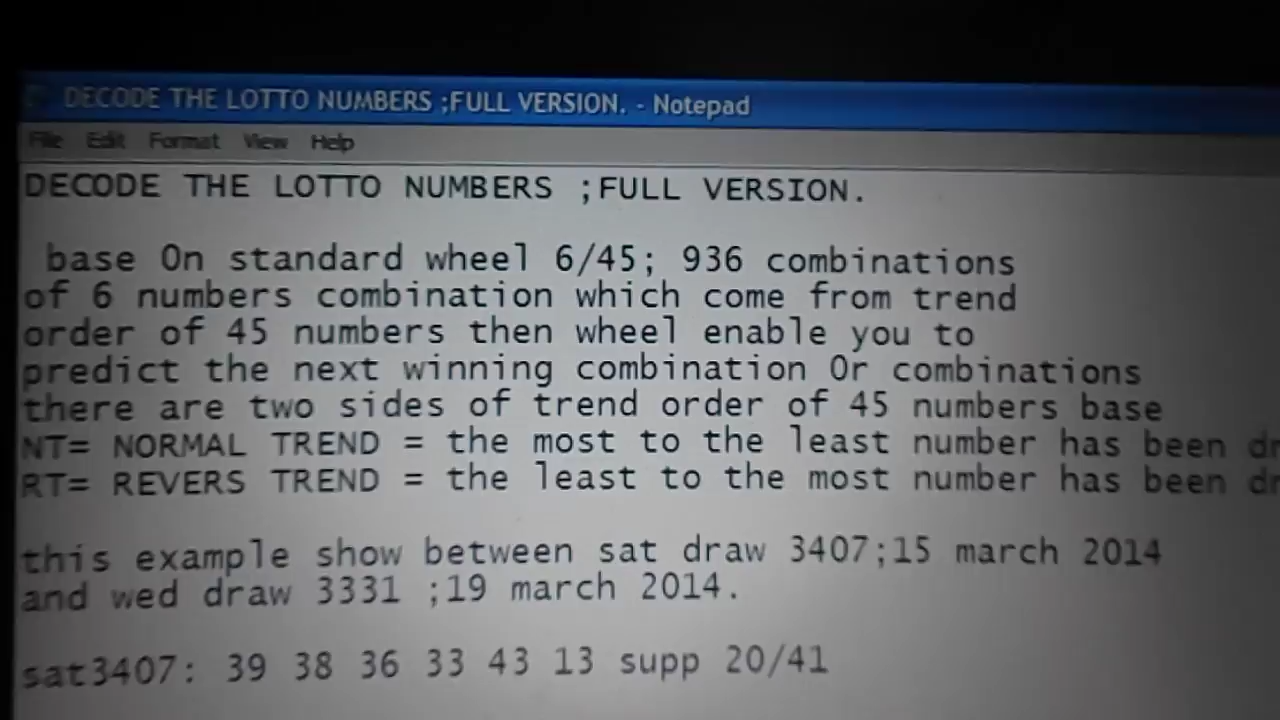 DECODE THE LOTTO NUMBERS ;FULL VERSION. - Notepad
File Edit Format View Help
DECODE THE LOTTO NUMBERS ;FULL VERSION.
base On standard wheel 6/45; 936 combinations
of 6 numbers combination which come from trend
order of 45 numbers then wheel enable you to
predict the next winning combination Or combinations
there are two sides of trend order of 45 numbers base
NT= NORMAL TREND = the most to the least number has been
RT= REVERS TREND = the least to the most number has been
this example show between sat draw 3407;15 march 2014
and wed draw 3331 ;19 march 2014.
sat3407: 39 38 36 33 43 13 supp 20/41